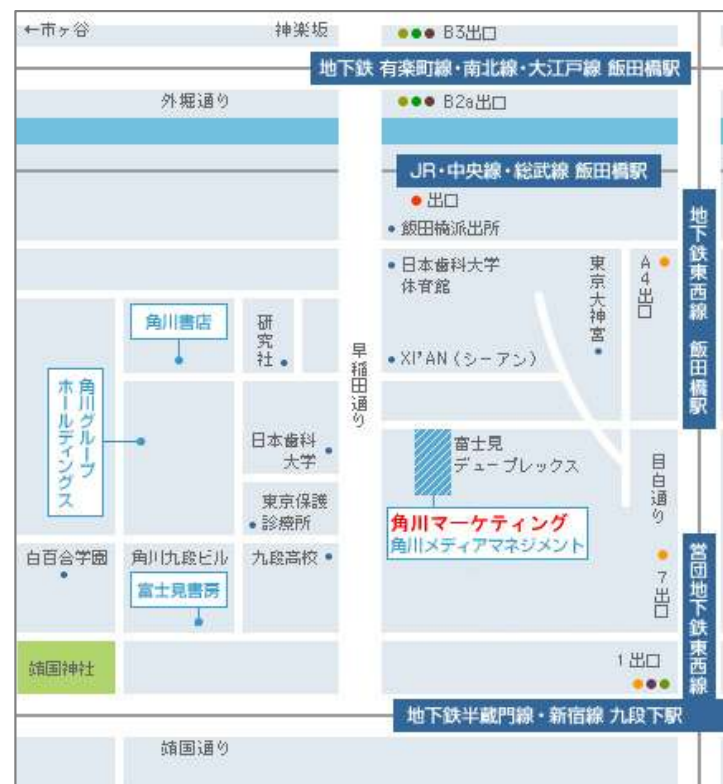 ←市ヶ谷
神楽坂
B3出口
地下鉄 有楽町線・南北線・大江戸線 飯田橋駅
外堀通り
B2a出口
JR・中央線・総武線 飯田橋駅
出口
飯田橋派出所
日本歯科大学
体育館
東京大神宮
A4出口
地下鉄東西線 飯田橋駅
角川書店
研究社
XI'AN（シーアン）
早稲田通り
角川グループ
ホールディングス
日本歯科
大学
富士見
デュープレックス
目白通り
東京保護
診療所
角川マーケティング
角川メディアマネジメント
白百合学園
角川九段ビル
九段高校
富士見書房
7出口
営団地下鉄東西線
靖国神社
1出口
地下鉄半蔵門線・新宿線 九段下駅
靖国通り